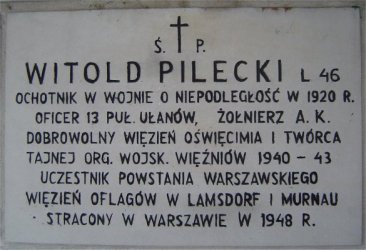 Ś. P.
WITOLD PILECKI L 46
OCHOTNIK W WOJNIE O NIEPODLEGŁOŚĆ W 1920 R.
OFICER 13 PUŁ. UŁANÓW, ŻOŁNIERZ A. K.
DOBROWOLNY WIĘZIEŃ OŚWIĘCIMIA I TWÓRCA
TAJNEJ ORG. WOJSK. WIĘŹNIÓW 1940 - 43
UCZESTNIK POWSTANIA WARSZAWSKIEGO
WIĘZIEŃ OFLAGÓW W LAMSDORF I MURNAU
STRACONY W WARSZAWIE W 1948 R.